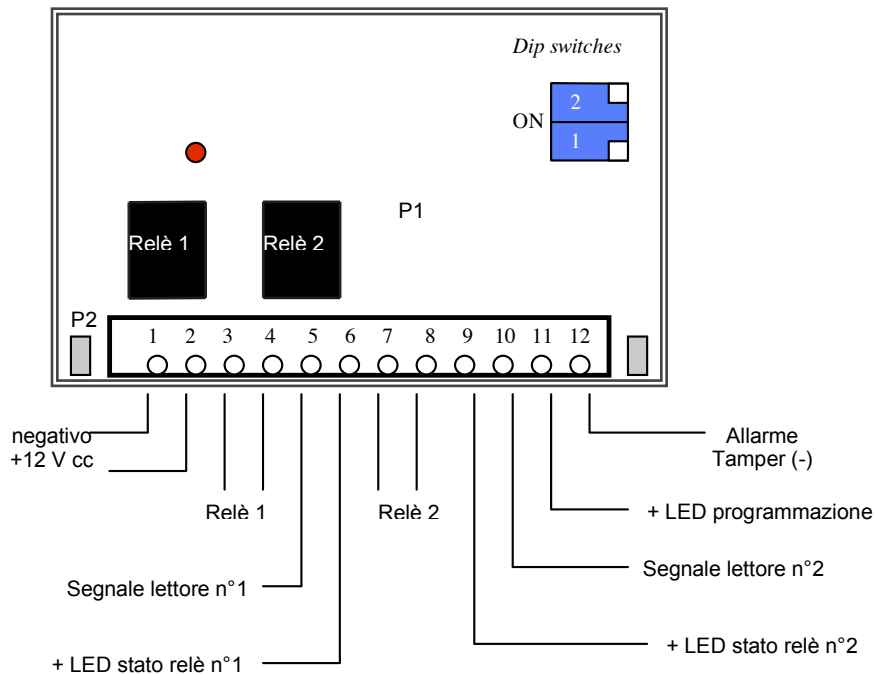 Dip switches
2
ON
1
P1
Relè 1
Relè 2
P2
1 2 3 4 5 6 7 8 9 10 11 12
negativo
+12 V cc
Allarme
Tamper (-)
Relè 1
Relè 2
+ LED programmazione
Segnale lettore n°2
Segnale lettore n°1
+ LED stato relè n°2
+ LED stato relè n°1